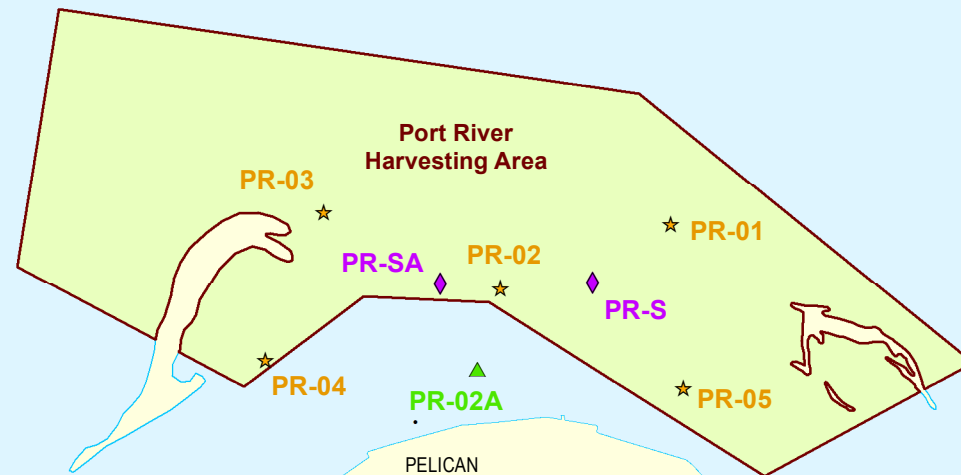 Port River
Harvesting Area
PR-03
PR-01
PR-SA
PR-02
PR-S
PR-04
PR-02A
PR-05
PELICAN